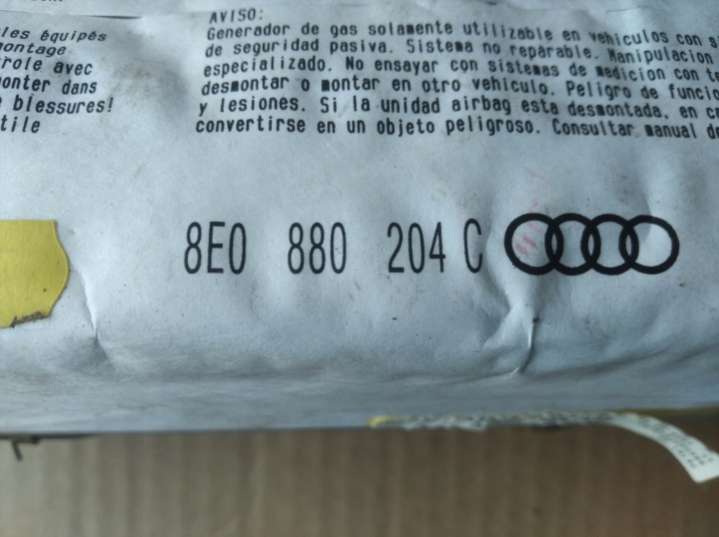 AVISO:
Generador de gas solamente utilizable en vehiculos con
de seguridad pasiva. Sistema no reparable. Manipulacion
especializado. No ensayar con sistemas de medicion con
desmontar o montar en otro vehiculo. Peligro de
y lesiones. Si la unidad airbag esta desmontada, en
convertirse en un objeto peligroso. Consultar manual
les équipés
montage
role avec
onter dans
blessures!
tile
8E0 880 204 C